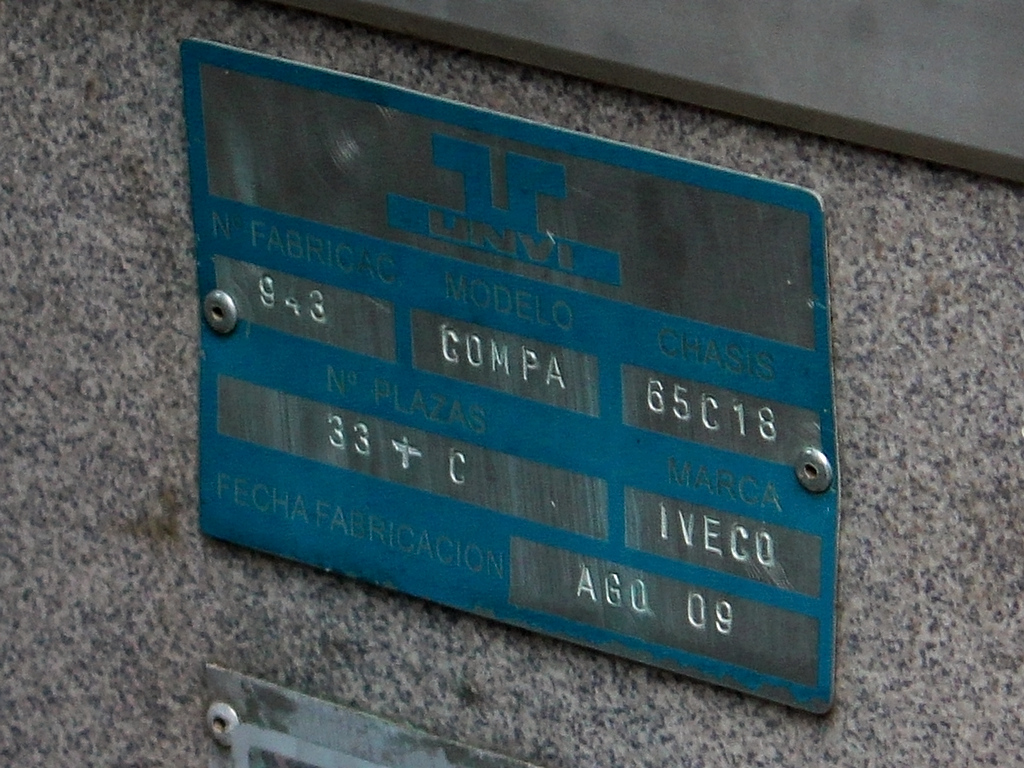 UNVI
Nº FABRICAC. MODELO CHASIS
943 COMPA 65C18
Nº PLAZAS MARCA
33 + C IVECO
FECHA FABRICACION AGO 09